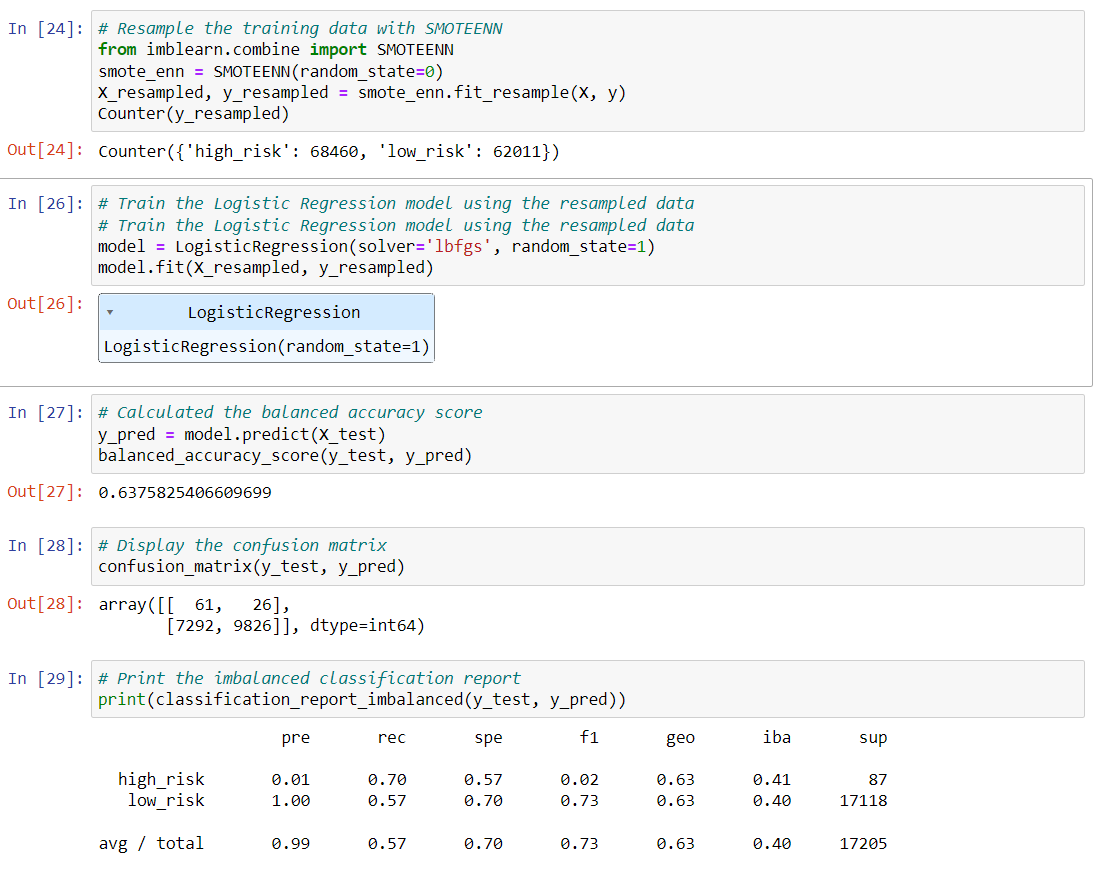 In [24]: # Resample the training data with SMOTEENN
from imblearn.combine import SMOTEENN
smote_enn = SMOTEENN(random_state=0)
X_resampled, y_resampled = smote_enn.fit_resample(X, y)
Counter(y_resampled)
Out[24]: Counter({'high_risk': 68460, 'low_risk': 62011})
In [26]: # Train the Logistic Regression model using the resampled data
# Train the Logistic Regression model using the resampled data
model = LogisticRegression(solver='lbfgs', random_state=1)
model.fit(X_resampled, y_resampled)
Out[26]:
▾ LogisticRegression
LogisticRegression(random_state=1)
In [27]: # Calculated the balanced accuracy score
y_pred = model.predict(X_test)
balanced_accuracy_score(y_test, y_pred)
Out[27]: 0.6375825406609699
In [28]: # Display the confusion matrix
confusion_matrix(y_test, y_pred)
Out[28]: array([[  61,   26],
       [7292, 9826]], dtype=int64)
In [29]: # Print the imbalanced classification report
print(classification_report_imbalanced(y_test, y_pred))
pre rec spe f1 geo iba sup
high_risk 0.01 0.70 0.57 0.02 0.63 0.41 87
low_risk 1.00 0.57 0.70 0.73 0.63 0.40 17118
avg / total 0.99 0.57 0.70 0.73 0.63 0.40 17205